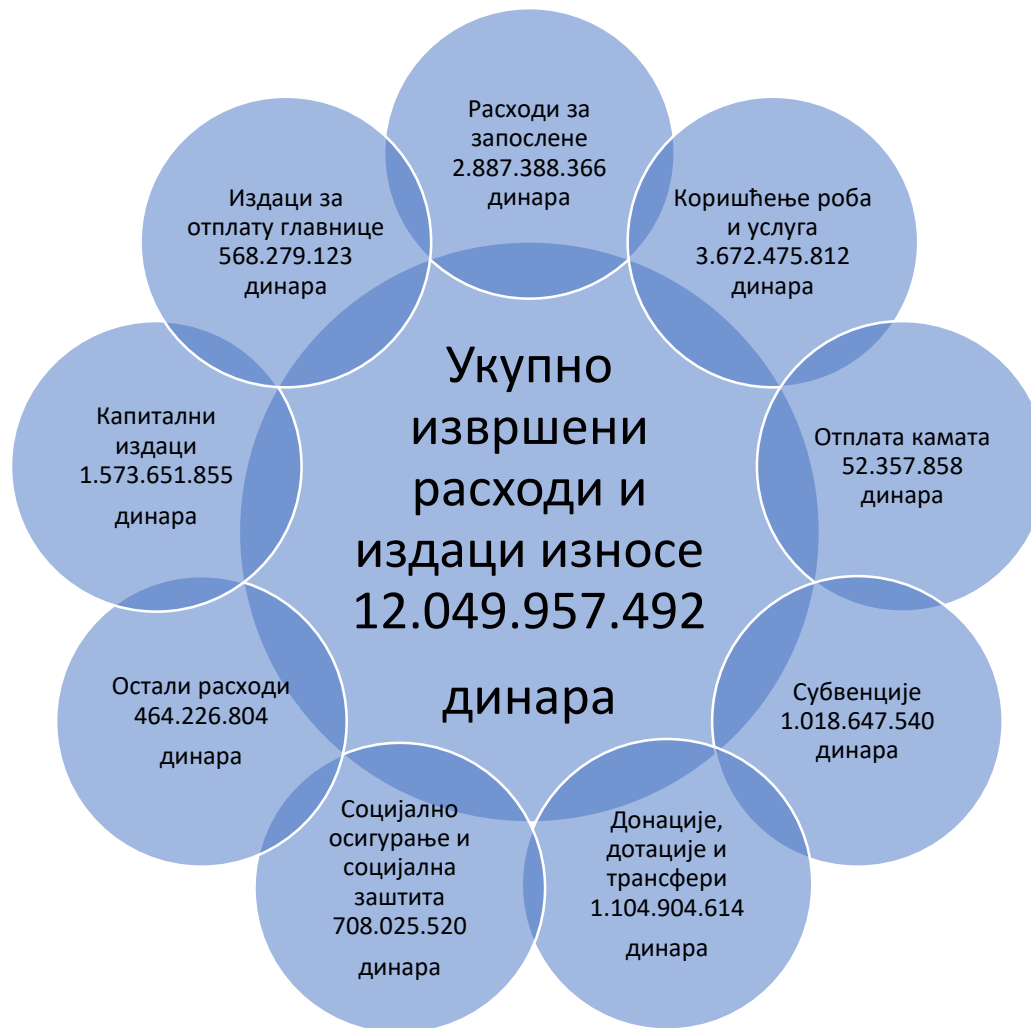 Расходи за
запослене
2.887.388.366
динара
Коришћење роба
и услуга
3.672.475.812
динара
Отплата камата
52.357.858
динара
Субвенције
1.018.647.540
динара
Донације,
дотације и
трансфери
1.104.904.614
динара
Социјално
осигурање и
социјална
заштита
708.025.520
динара
Остали расходи
464.226.804
динара
Капитални
издаци
1.573.651.855
динара
Издаци за
отплату главнице
568.279.123
динара
Укупно
извршени
расходи и
издаци износе
12.049.957.492
динара